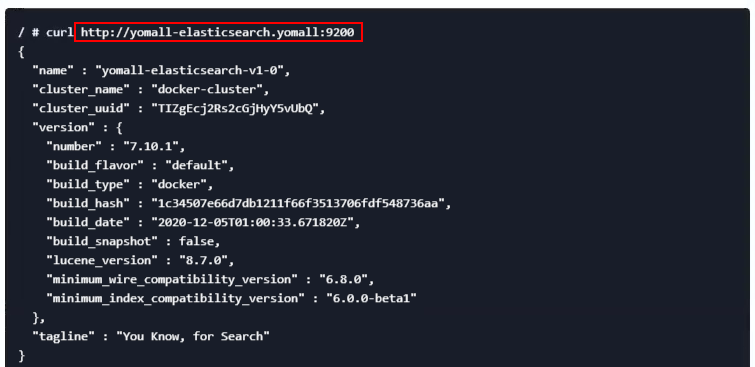 / # curl http://yomall-elasticsearch.yomall:9200
{
  "name" : "yomall-elasticsearch-v1-0",
  "cluster_name" : "docker-cluster",
  "cluster_uuid" : "TIZgEcj2Rs2cGjHyY5vUbQ",
  "version" : {
    "number" : "7.10.1",
    "build_flavor" : "default",
    "build_type" : "docker",
    "build_hash" : "1c34507e66d7db1211f66f3513706fdf548736aa",
    "build_date" : "2020-12-05T01:00:33.671820Z",
    "build_snapshot" : false,
    "lucene_version" : "8.7.0",
    "minimum_wire_compatibility_version" : "6.8.0",
    "minimum_index_compatibility_version" : "6.0.0-beta1"
  },
  "tagline" : "You Know, for Search"
}